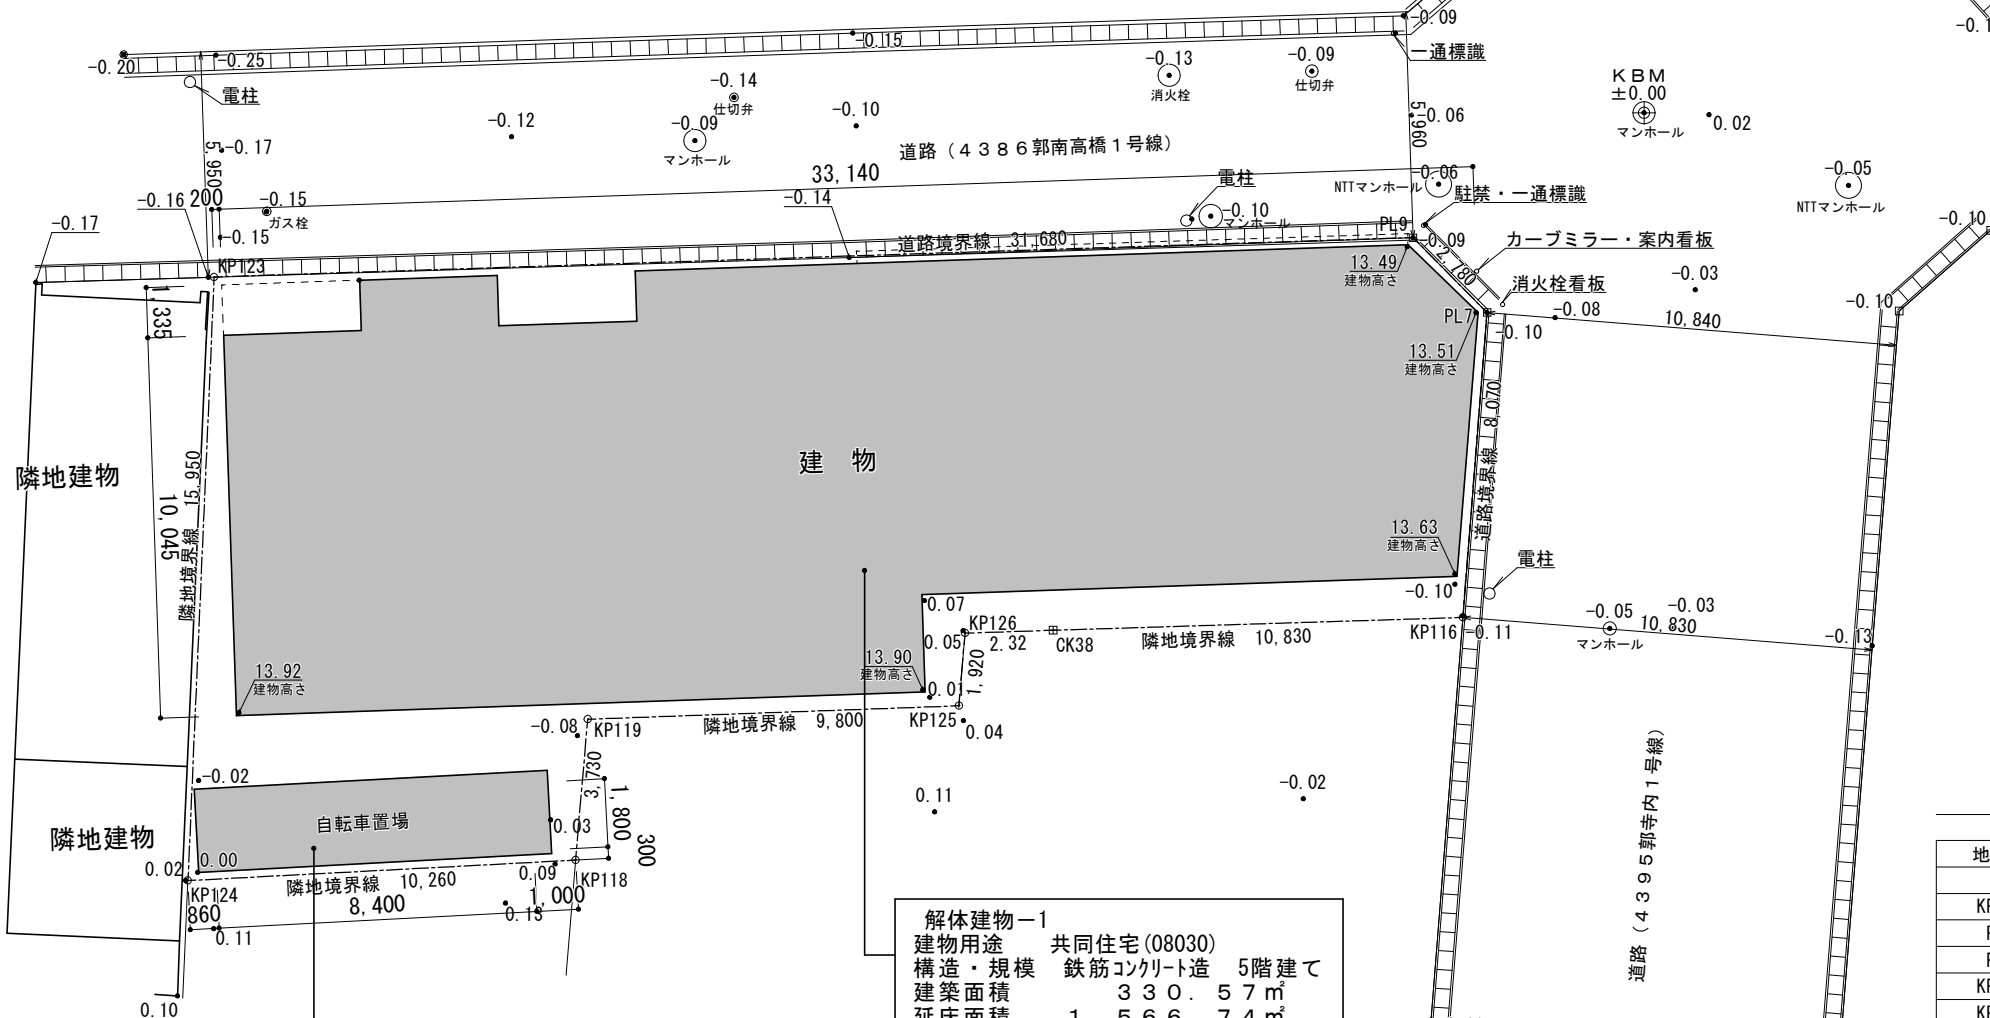 -0.20
-0.25
-0.15
-0.09
-0.1
一通標識
電柱
-0.14
仕切弁
-0.13
消火栓
-0.09
仕切弁
KBM
±0.00
マンホール
0.02
-0.12
-0.09
マンホール
-0.10
道路（４３８６郭南高橋１号線）
5,960
-0.06
-0.17
5,950
33,140
-0.06
NTTマンホール
電柱
駐禁・一通標識
-0.05
NTTマンホール
-0.16
200
-0.15
ガス栓
-0.14
-0.10
マンホール
-0.10
-0.17
-0.15
道路境界線 31,680
PL9
-0.09
カーブミラー・案内看板
2,780
KP123
13.49
建物高さ
消火栓看板
-0.03
-0.10
1,335
PL7
-0.10
-0.08
10,840
13.51
建物高さ
隣地建物
10,045
隣地境界線 15,950
建　物
道路境界線 8,070
13.63
建物高さ
電柱
-0.10
0.07
KP126
0.05
2.32
CK38
隣地境界線 10,830
KP116
-0.11
-0.05
マンホール
-0.03
10,830
-0.13
13.92
建物高さ
13.90
建物高さ
0.01
1,920
-0.08
KP119
隣地境界線 9,800
KP125
0.04
-0.02
3,730
1,800
300
-0.02
0.11
自転車置場
0.03
隣地建物
0.02
0.00
KP124
隣地境界線 10,260
0.09
KP118
860
8,400
1,000
0.13
0.11
0.10
道路（４３９５郭寺内１号線）
解体建物－1
建物用途　共同住宅(08030)
構造・規模　鉄筋ｺﾝｸﾘｰﾄ造　5階建て
建築面積　３３０．５７㎡
延床面積　１，５６６．７４㎡
地
KP
P
P
KP
KP